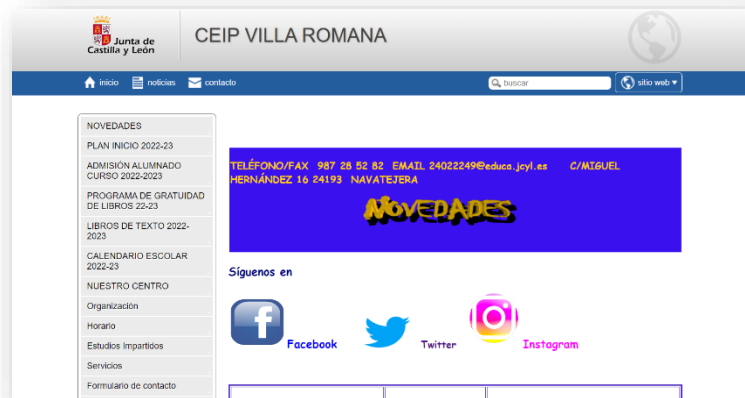 Junta de
Castilla y León
CEIP VILLA ROMANA
inicio noticias contacto
buscar
sitio web
NOVEDADES
PLAN INICIO 2022-23
ADMISIÓN ALUMNADO
CURSO 2022-2023
PROGRAMA DE GRATUIDAD
DE LIBROS 22-23
LIBROS DE TEXTO 2022-
2023
CALENDARIO ESCOLAR
2022-23
NUESTRO CENTRO
Organización
Horario
Estudios Impartidos
Servicios
Formulario de contacto
TELÉFONO/FAX 987 28 52 82 EMAIL 24022249@educa.jcyl.es C/MIGUEL
HERNÁNDEZ 16 24193 NAVATEJERA
NOVEDADES
Síguenos en
Facebook Twitter Instagram